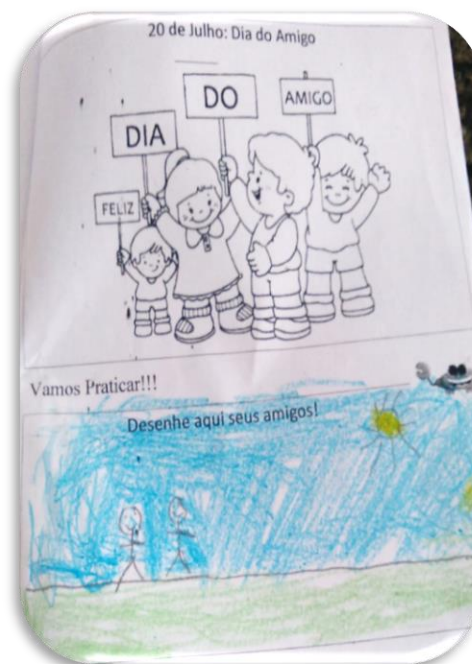 20 de Julho: Dia do Amigo
FELIZ
DIA
DO
AMIGO
Vamos Praticar!!!
Desenhe aqui seus amigos!